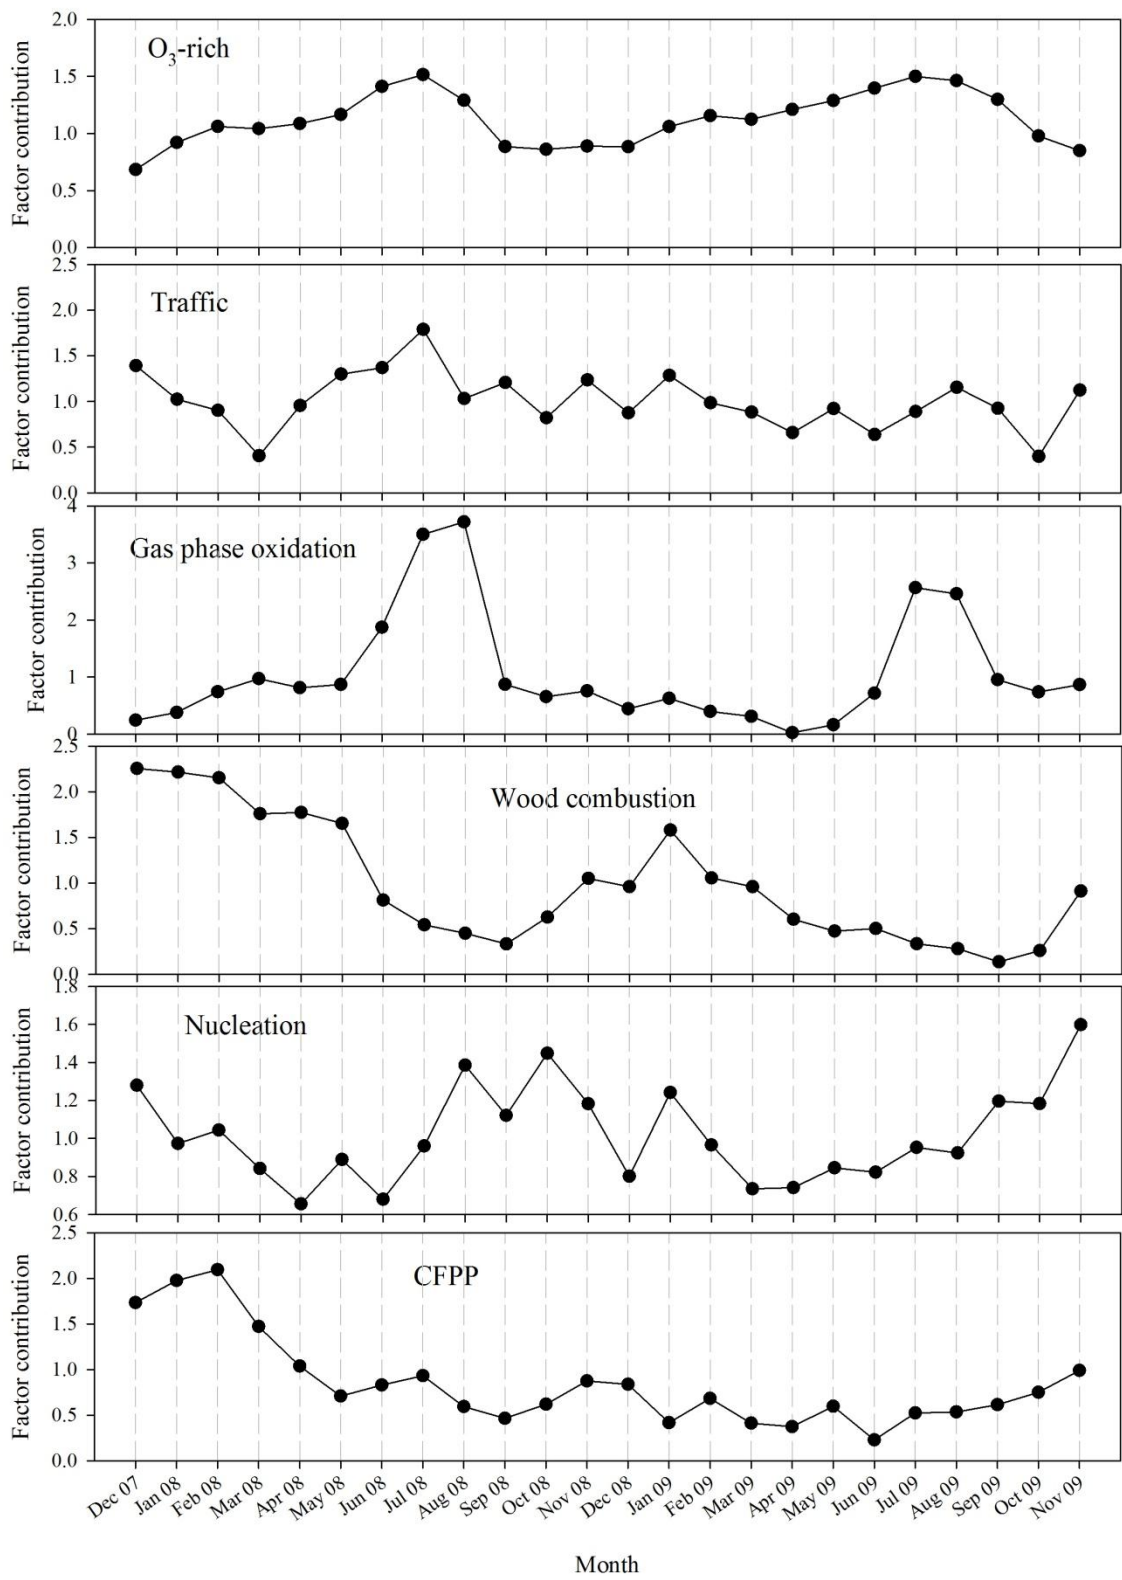 2.0
O₃-rich
1.5
1.0
0.5
0.0
Factor contribution
2.5
Traffic
2.0
1.5
1.0
0.5
0.0
Factor contribution
4
Gas phase oxidation
3
2
1
0
Factor contribution
2.5
2.0
Wood combustion
1.5
1.0
0.5
0.0
Factor contribution
1.8
Nucleation
1.6
1.4
1.2
1.0
0.8
0.6
Factor contribution
2.5
CFPP
2.0
1.5
1.0
0.5
0.0
Factor contribution
Dec 07
Jan 08
Feb 08
Mar 08
Apr 08
May 08
Jun 08
Jul 08
Aug 08
Sep 08
Oct 08
Nov 08
Dec 08
Jan 09
Feb 09
Mar 09
Apr 09
May 09
Jun 09
Jul 09
Aug 09
Sep 09
Oct 09
Nov 09
Month